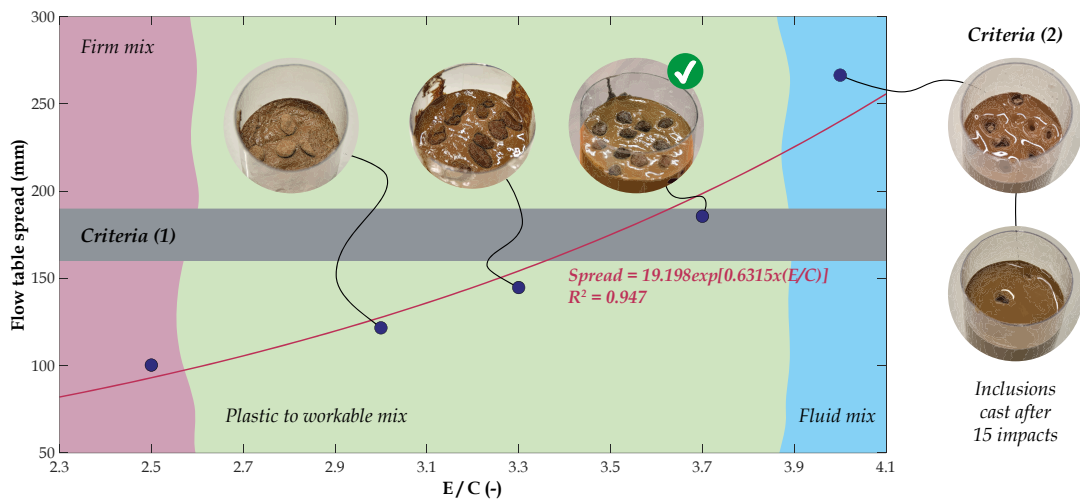 300
250
200
150
100
50
Flow table spread (mm)
Firm mix
Criteria (1)
Plastic to workable mix
Fluid mix
Spread = 19.198exp[0.6315x(E/C)]
R² = 0.947
2.3 2.5 2.7 2.9 3.1 3.3 3.5 3.7 3.9 4.1
E / C (-)
Criteria (2)
Inclusions
cast after
15 impacts